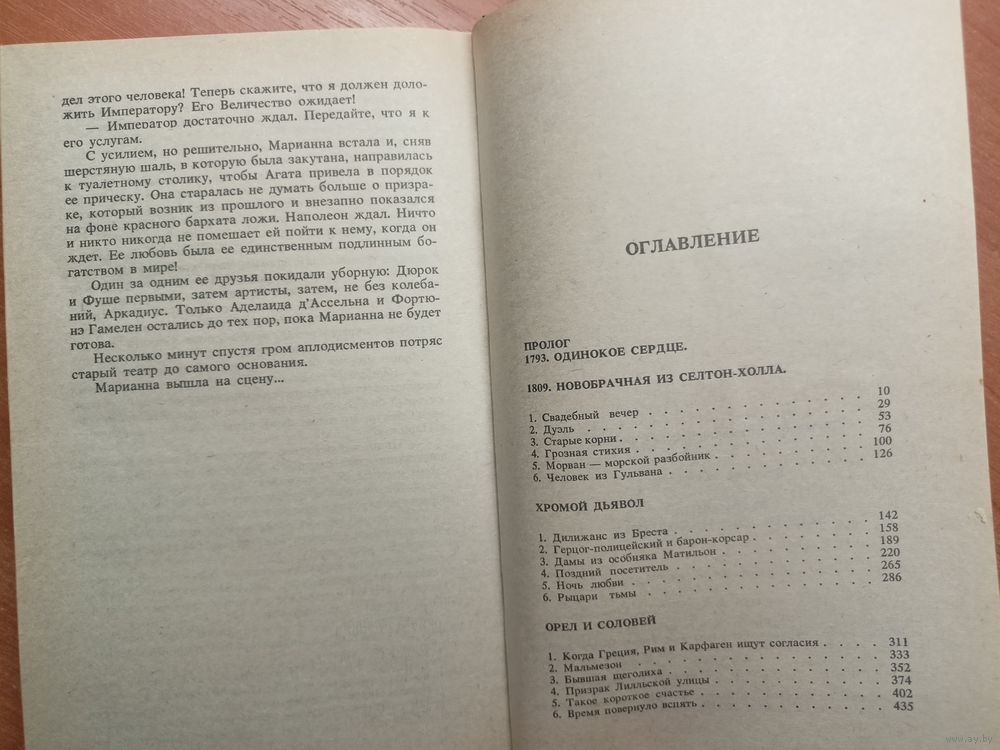 дел этого человека! Теперь скажите, что я должен доло-
жить Императору? Его Величество ожидает!
— Император достаточно ждал. Передайте, что я к
его услугам.
С усилием, но решительно, Марианна встала и, сняв
шерстяную шаль, в которую была закутана, направилась
к туалетному столику, чтобы Агата привела в порядок
ее прическу. Она старалась не думать больше о призра-
ке, который возник из прошлого и внезапно показался
на фоне красного бархата ложи. Наполеон ждал. Ничто
и никто никогда не помешает ей пойти к нему, когда он
ждет. Ее любовь была ее единственным подлинным бо-
гатством в мире!
Один за одним ее друзья покидали уборную: Дюрок
и Фуше первыми, затем артисты, затем, не без колеба-
ний, Аркадиус. Только Аделаида д'Ассельна и Фортю-
нэ Гамелен остались до тех пор, пока Марианна не будет
готова.
Несколько минут спустя гром аплодисментов потряс
старый театр до самого основания.
Марианна вышла на сцену...
ОГЛАВЛЕНИЕ
ПРОЛОГ
1793. ОДИНОКОЕ СЕРДЦЕ.
1809. НОВОБРАЧНАЯ ИЗ СЕЛТОН-ХОЛЛА.
1. Свадебный вечер . . . . . . . . . . 10
2. Дуэль . . . . . . . . . . 29
3. Старые корни . . . . . . . . . . 53
4. Грозная стихия . . . . . . . . . . 76
5. Морван — морской разбойник . . . . . . . . 100
6. Человек из Гульвана . . . . . . . . . . 126
ХРОМОЙ ДЬЯВОЛ
1. Дилижанс из Бреста . . . . . . . . . . 142
2. Герцог-полицейский и барон-корсар . . . . . . . 158
3. Дамы из особняка Матильон . . . . . . . . 189
4. Поздний посетитель . . . . . . . . . . 220
5. Ночь любви . . . . . . . . . . 265
6. Рыцари тьмы . . . . . . . . . . 286
ОРЕЛ И СОЛОВЕЙ
1. Когда Греция, Рим и Карфаген ищут согласия . . . . 311
2. Мальмезон . . . . . . . . . . 333
3. Бывшая щеголиха . . . . . . . . . . 352
4. Призрак Лилльской улицы . . . . . . . . 374
5. Такое короткое счастье . . . . . . . . . 402
6. Время повернуло вспять . . . . . . . . . 435
www.ay.by